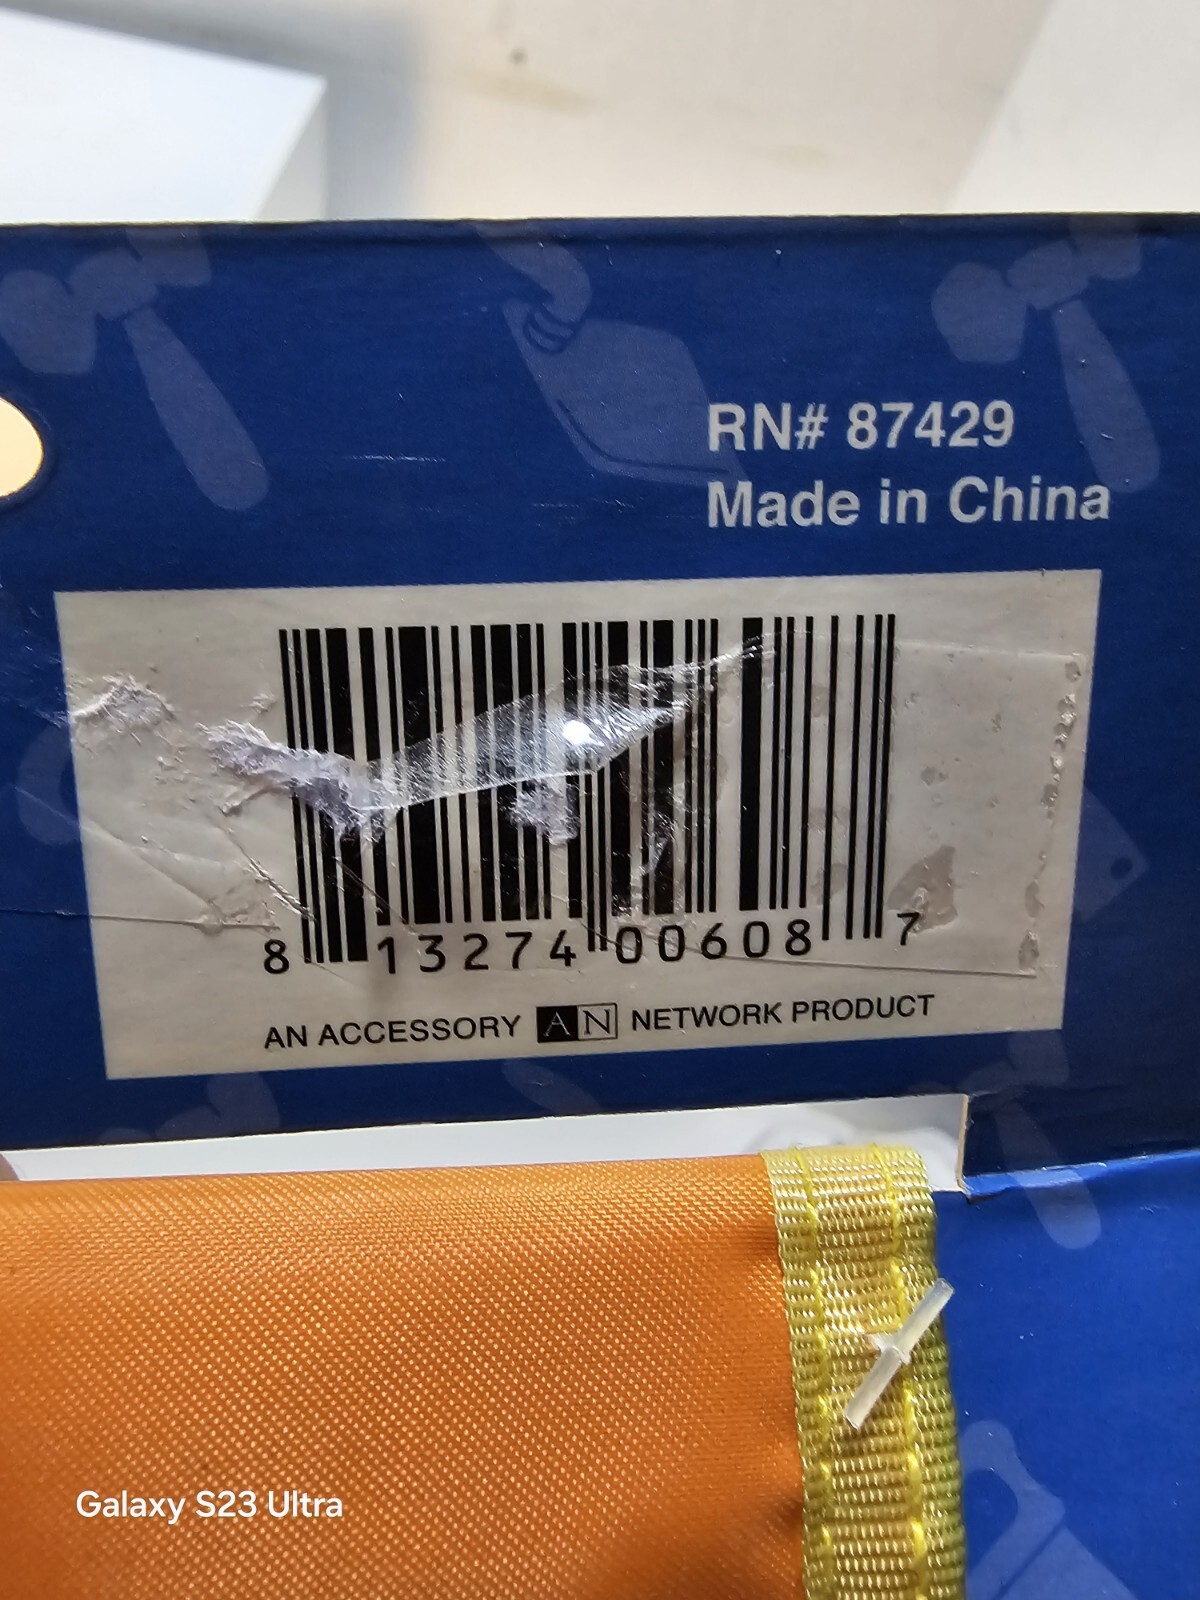 RN# 87429
Made in China
8 13274 00608 7
AN ACCESSORY AN NETWORK PRODUCT
Galaxy S23 Ultra